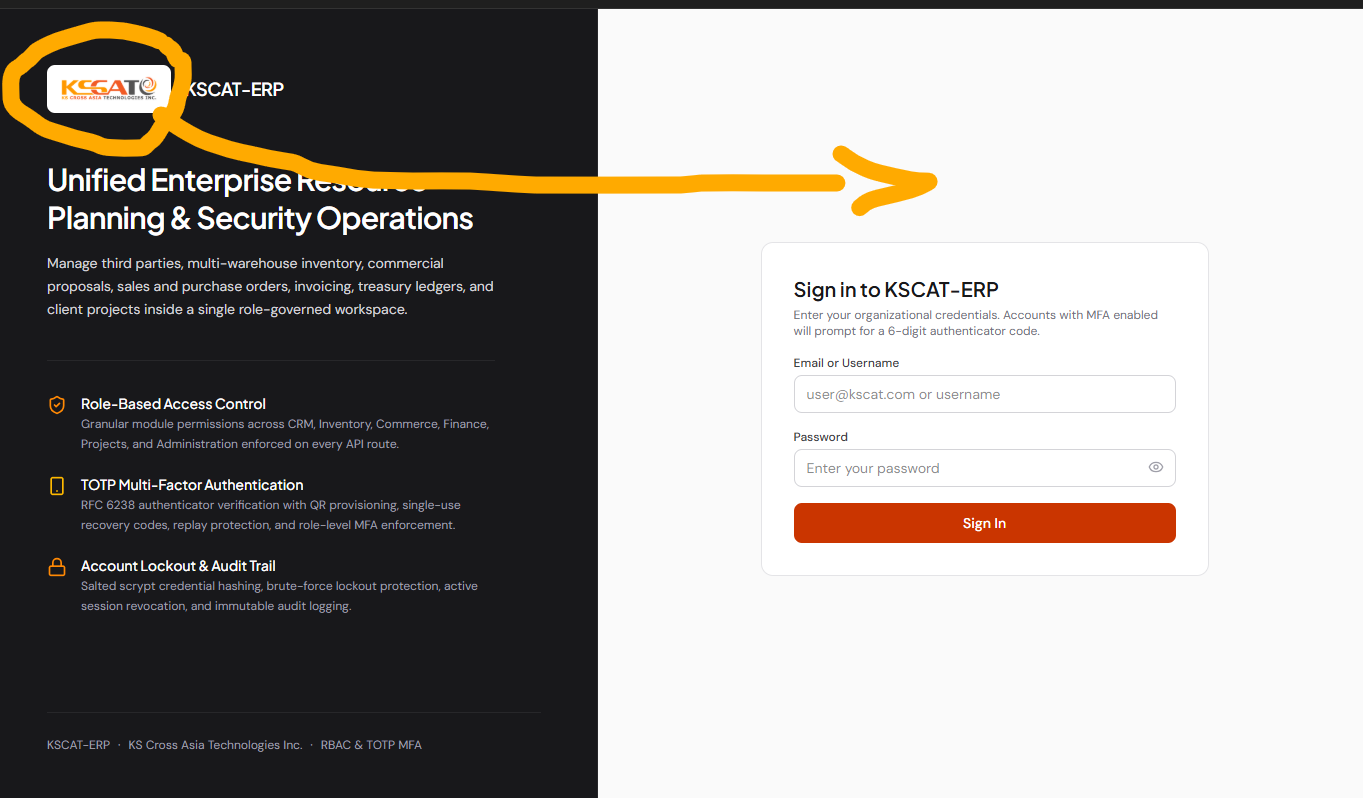 KSCATO
KS CROSS ASIA TECHNOLOGIES INC.
KSCAT-ERP
Unified Enterprise Resource
Planning & Security Operations
Manage third parties, multi-warehouse inventory, commercial
proposals, sales and purchase orders, invoicing, treasury ledgers, and
client projects inside a single role-governed workspace.
Role-Based Access Control
Granular module permissions across CRM, Inventory, Commerce, Finance,
Projects, and Administration enforced on every API route.
TOTP Multi-Factor Authentication
RFC 6238 authenticator verification with QR provisioning, single-use
recovery codes, replay protection, and role-level MFA enforcement.
Account Lockout & Audit Trail
Salted scrypt credential hashing, brute-force lockout protection, active
session revocation, and immutable audit logging.
KSCAT-ERP · KS Cross Asia Technologies Inc. · RBAC & TOTP MFA
Sign in to KSCAT-ERP
Enter your organizational credentials. Accounts with MFA enabled
will prompt for a 6-digit authenticator code.
Email or Username
user@kscat.com or username
Password
Enter your password
Sign In